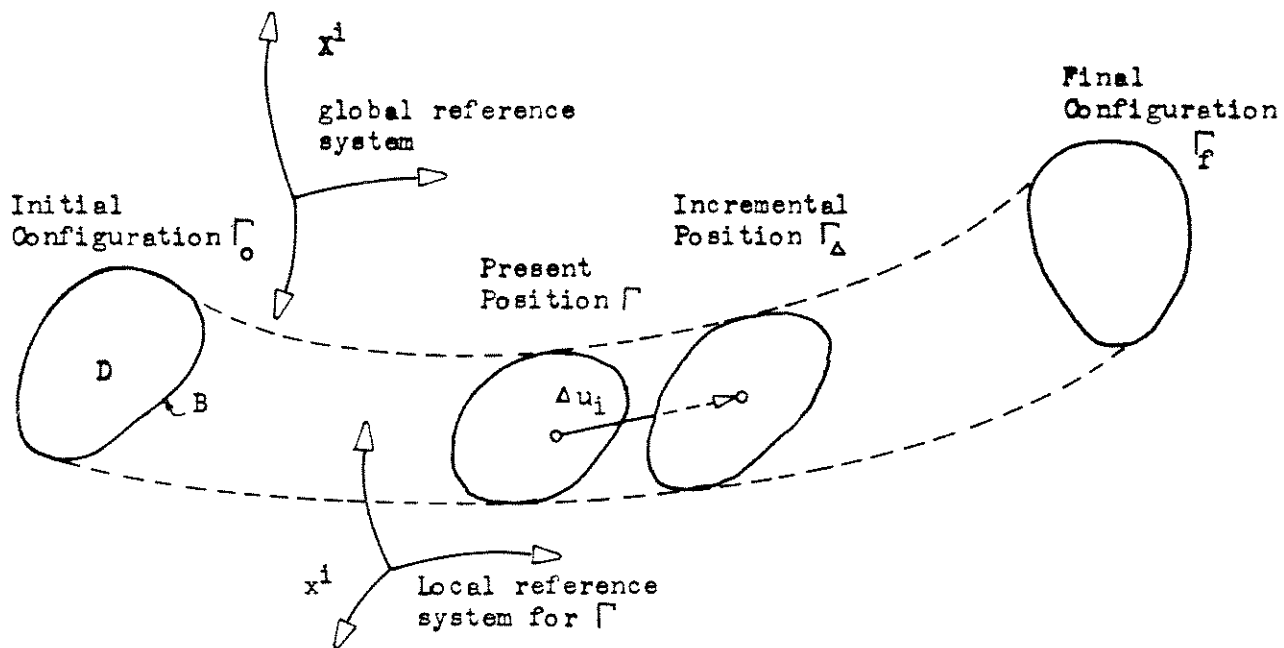 X^i
global reference
system
Final
Configuration
Γ_f
Initial
Configuration Γ_o
Incremental
Position Γ_Δ
Present
Position Γ
D
B
Δu_i
x^i
Local reference
system for Γ